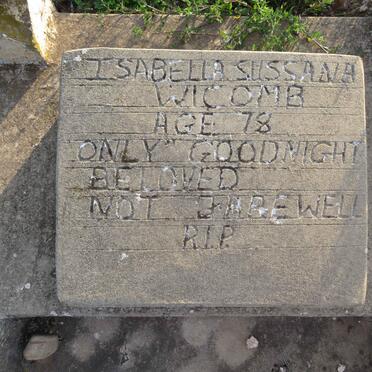 ISABELLA SUSSANA
WICOMB
AGE 78
ONLY" GOODNIGHT
BELOVED
NOT FAREWELL
R.I.P.